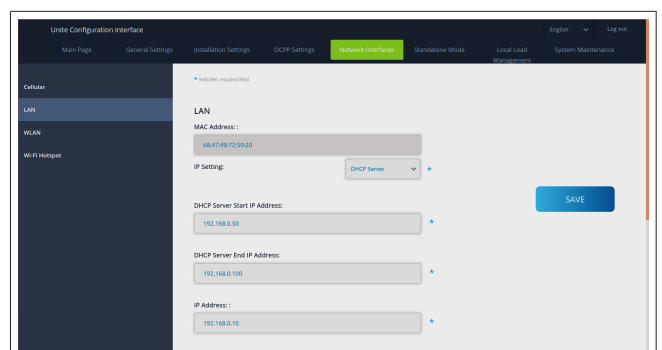 Unite Configuration Interface
English
Log out
Main Page
General Settings
Installation Settings
OCPP Settings
Network Interfaces
Standalone Mode
Local Load
Management
System Maintenance
Cellular
LAN
WLAN
Wi-Fi Hotspot
* Indicates required field.
LAN
MAC Address: :
68:47:49:72:50:20
IP Setting:
DHCP Server *
SAVE
DHCP Server Start IP Address:
192.168.0.50 *
DHCP Server End IP Address:
192.168.0.100 *
IP Address: :
192.168.0.10 *